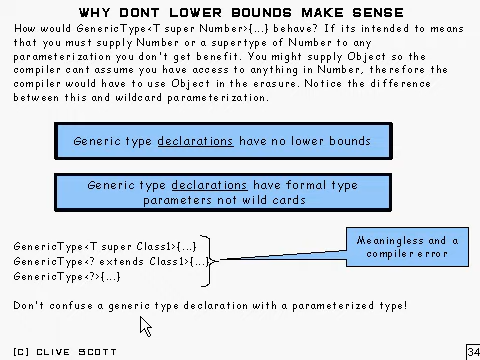 WHY DONT LOWER BOUNDS MAKE SENSE
How would GenericType<T super Number>{...} behave? If its intended to means
that you must supply Number or a supertype of Number to any
parameterization you don't get benefit. You might supply Object so the
compiler cant assume you have access to anything in Number, therefore the
compiler would have to use Object in the erasure. Notice the difference
between this and wildcard parameterization.
Generic type declarations have no lower bounds
Generic type declarations have formal type
parameters not wild cards
GenericType<T super Class1>{...}
GenericType<? extends Class1>{...}
GenericType<?>{...}
Meaningless and a
compiler error
Don't confuse a generic type declaration with a parameterized type!
[C] CLIVE SCOTT
34